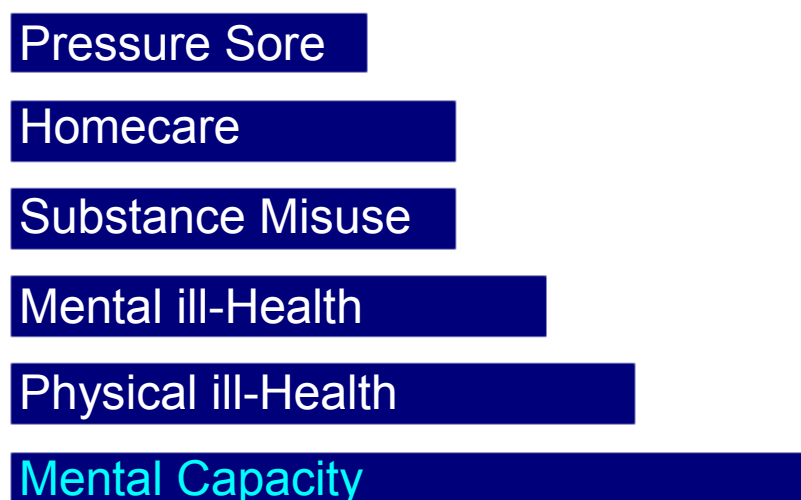 Pressure Sore
Homecare
Substance Misuse
Mental ill-Health
Physical ill-Health
Mental Capacity